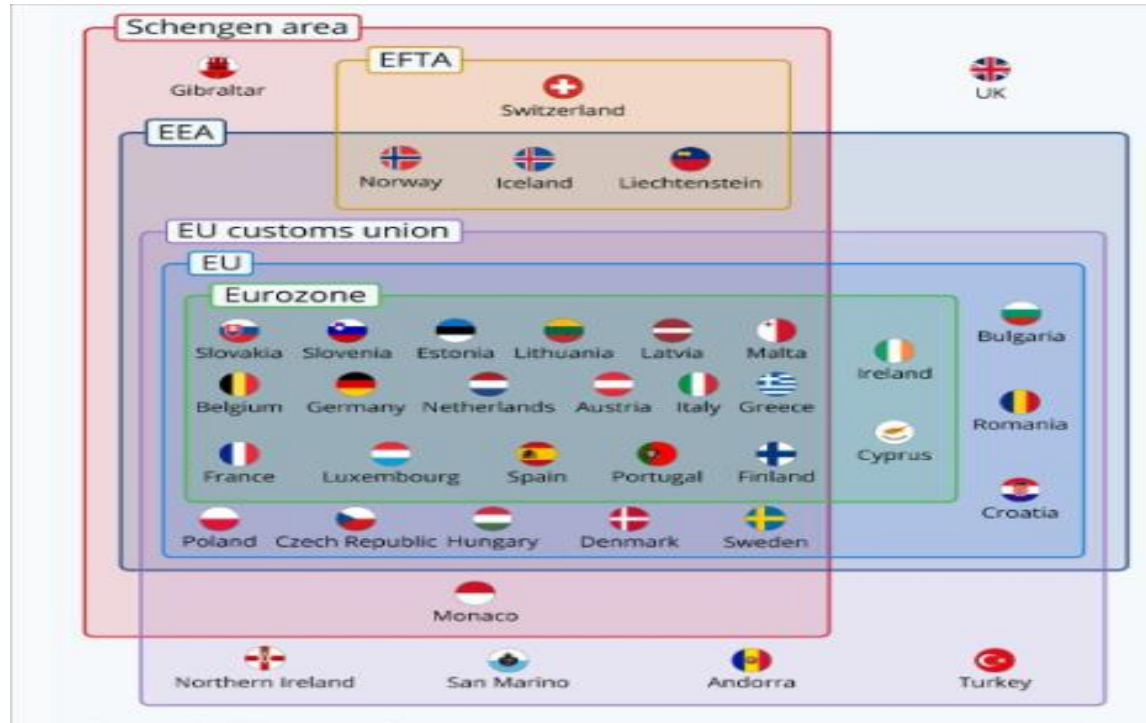 Schengen area
EFTA
Gibraltar
Switzerland
UK
EEA
Norway Iceland Liechtenstein
EU customs union
EU
Eurozone
Slovakia Slovenia Estonia Lithuania Latvia Malta
Bulgaria
Ireland
Belgium Germany Netherlands Austria Italy Greece
Romania
Cyprus
France Luxembourg Spain Portugal Finland
Croatia
Poland Czech Republic Hungary Denmark Sweden
Monaco
Northern Ireland San Marino Andorra Turkey